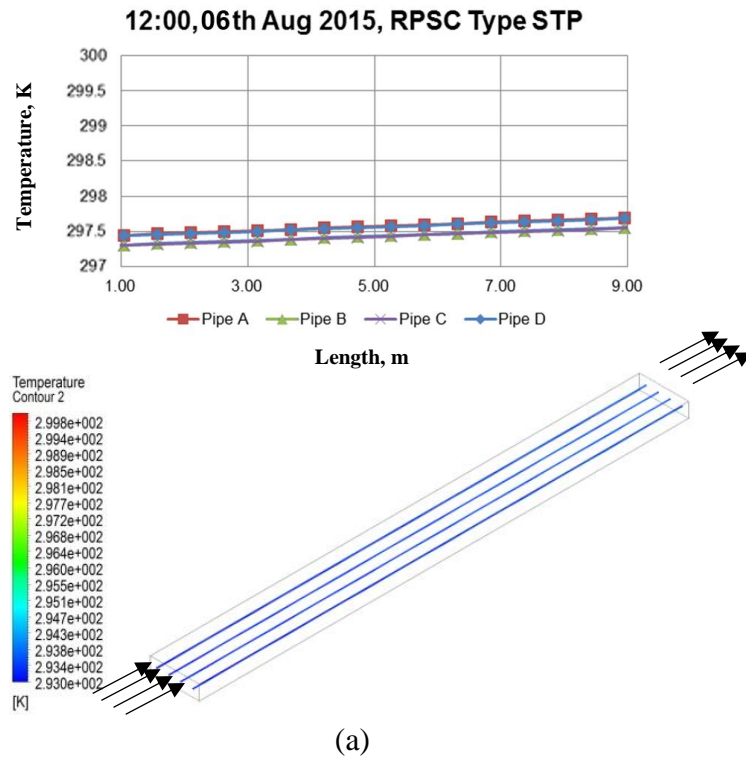 12:00,06th Aug 2015, RPSC Type STP
Temperature, K
300
299.5
299
298.5
298
297.5
297
1.00 3.00 5.00 7.00 9.00
Pipe A Pipe B Pipe C Pipe D
Length, m
Temperature
Contour 2
2.998e+002
2.994e+002
2.989e+002
2.985e+002
2.981e+002
2.977e+002
2.972e+002
2.968e+002
2.964e+002
2.960e+002
2.955e+002
2.951e+002
2.947e+002
2.943e+002
2.938e+002
2.934e+002
2.930e+002
[K]
(a)